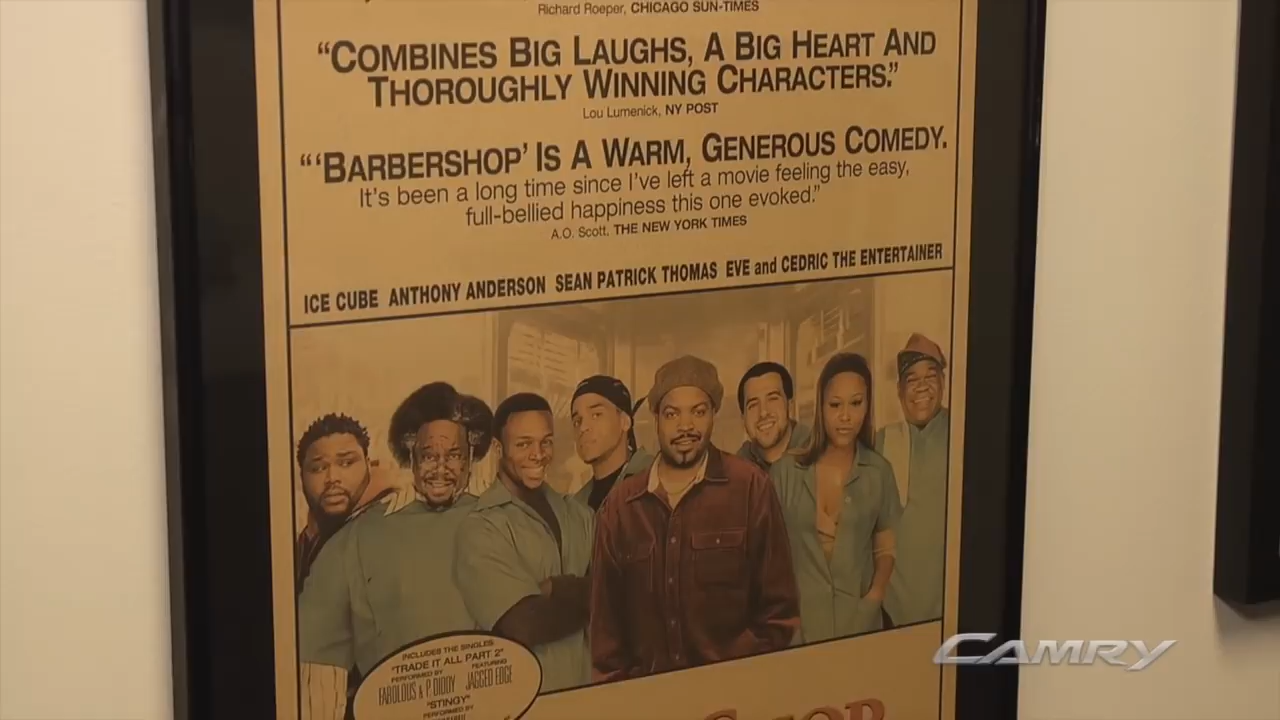 Richard Roeper, CHICAGO SUN-TIMES
“COMBINES BIG LAUGHS, A BIG HEART AND
THOROUGHLY WINNING CHARACTERS.”
Lou Lumenick, NY POST
“‘BARBERSHOP’ IS A WARM, GENEROUS COMEDY.
It’s been a long time since I’ve left a movie feeling the easy,
full-bellied happiness this one evoked.”
A.O. Scott, THE NEW YORK TIMES
ICE CUBE ANTHONY ANDERSON SEAN PATRICK THOMAS EVE and CEDRIC THE ENTERTAINER
INCLUDES THE SINGLES
"TRADE IT ALL PART 2"
PERFORMED BY FEATURING
FABOLOUS & P. DIDDY JAGGED EDGE
"STINGY"
PERFORMED BY
CAMRY